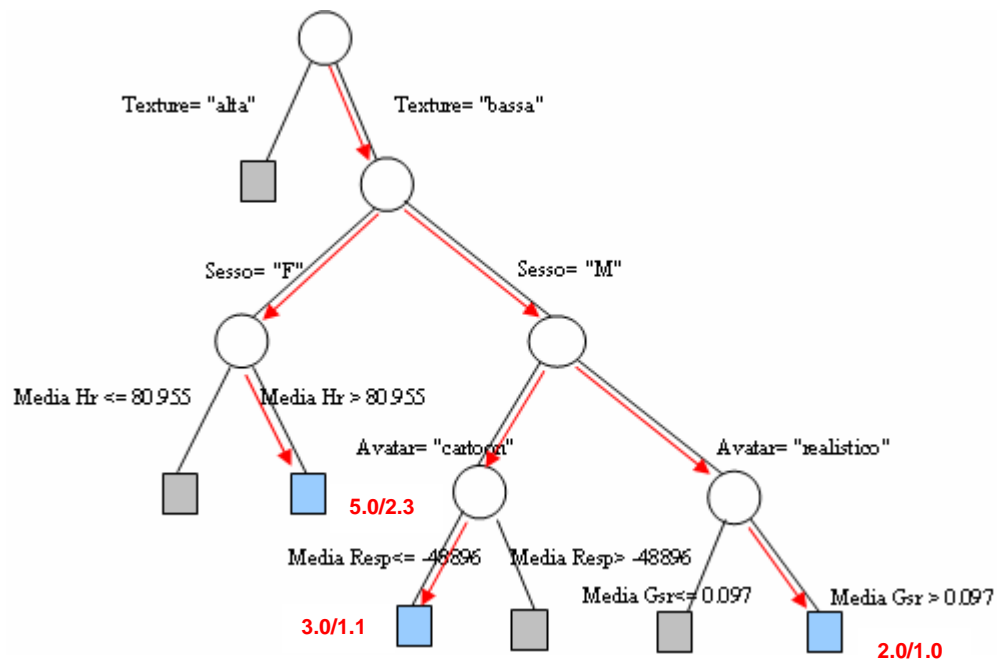 Texture= "alta"
Texture= "bassa"
Sesso= "F"
Sesso= "M"
Media Hr <= 80.955
Media Hr > 80.955
Avatar= "cartoon"
Avatar= "realistico"
5.0/2.3
Media Resp<= -48896
Media Resp> -48896
Media Gsr<= 0.097
Media Gsr > 0.097
3.0/1.1
2.0/1.0